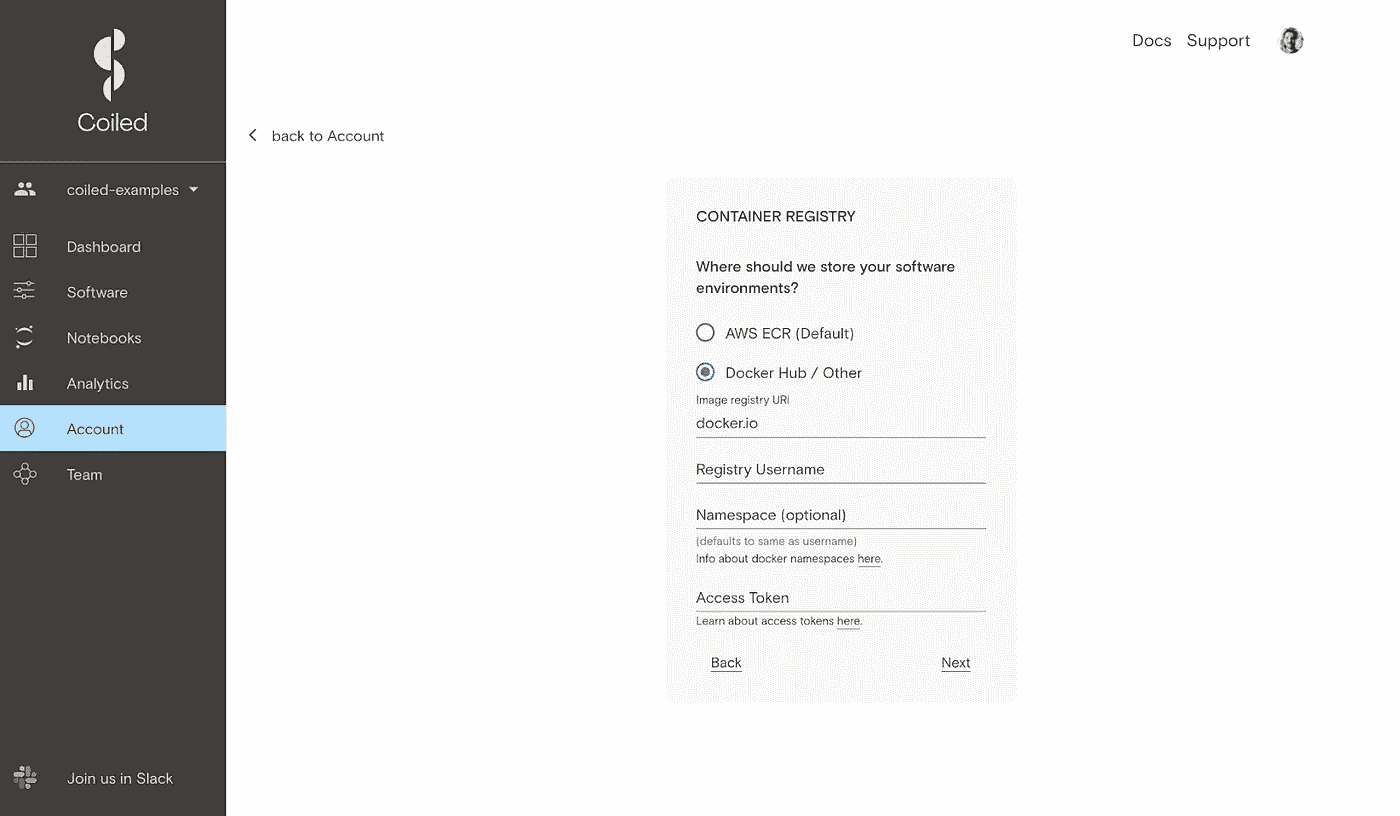 Coiled
coiled-examples
Dashboard
Software
Notebooks
Analytics
Account
Team
Join us in Slack
Docs Support
back to Account
CONTAINER REGISTRY
Where should we store your software
environments?
AWS ECR (Default)
Docker Hub / Other
Image registry URI
docker.io
Registry Username
Namespace (optional)
(defaults to same as username)
Info about docker namespaces here.
Access Token
Learn about access tokens here.
Back
Next